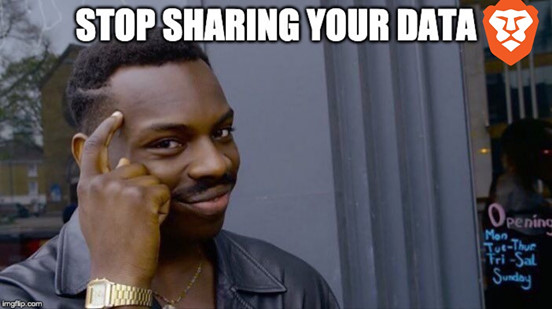 STOP SHARING YOUR DATA
Opening
Mon
Tue-Thur
Fri-Sat
Sunday
imgflip.com